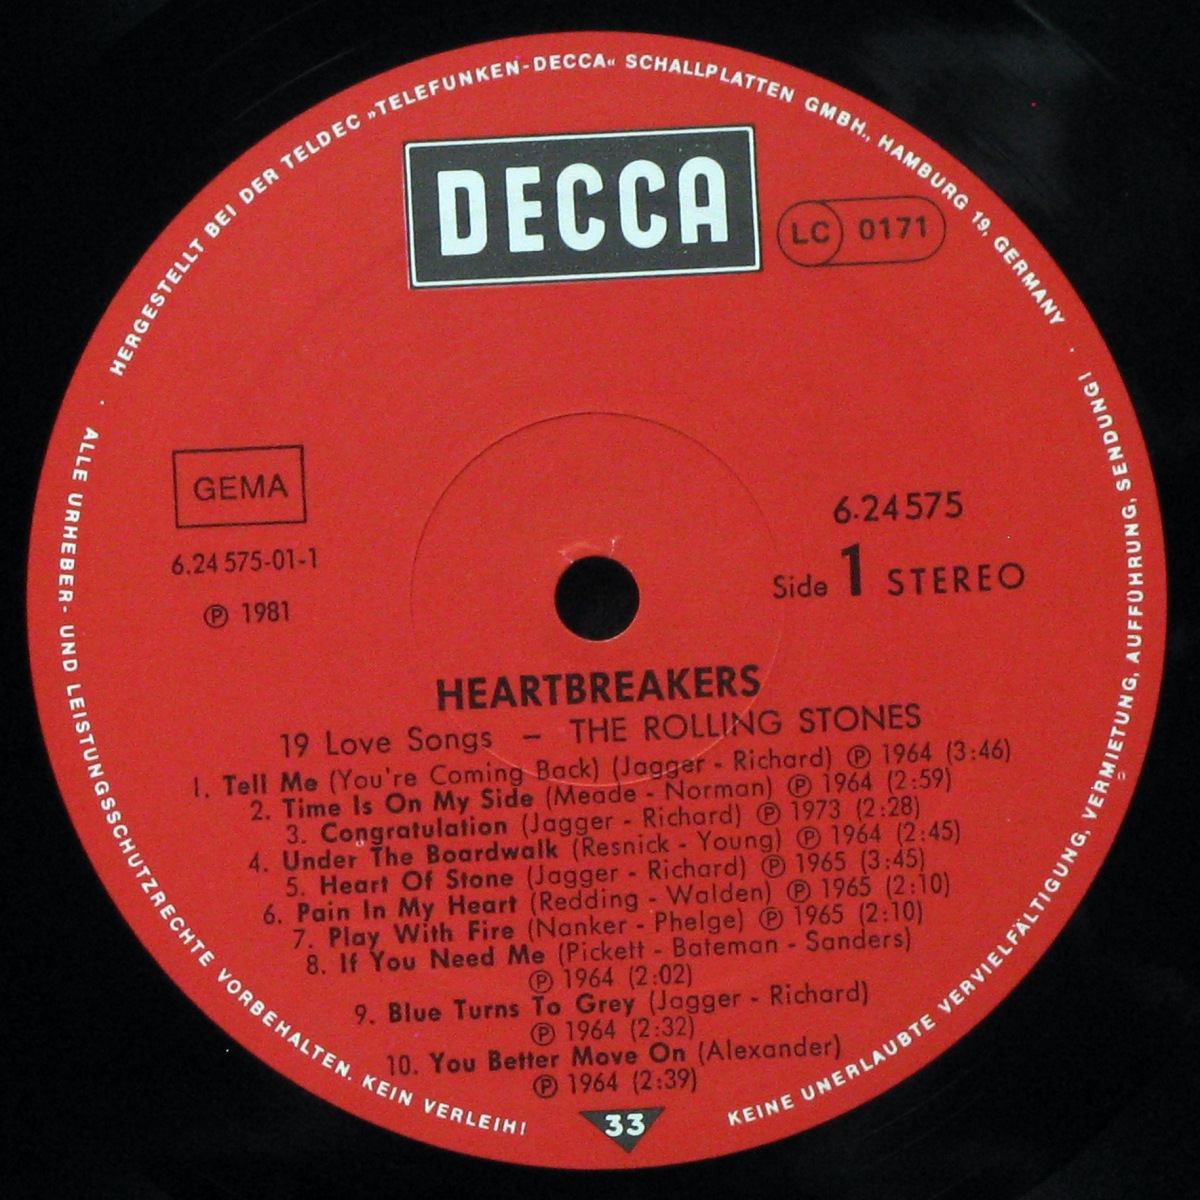 HERGESTELLT BEI DER TELDEC »TELEFUNKEN-DECCA« SCHALLPLATTEN GMBH., HAMBURG 19, GERMANY ·
DECCA
LC 0171
GEMA
6.24 575-01-1
℗ 1981
6.24575
Side 1 STEREO
HEARTBREAKERS
19 Love Songs – THE ROLLING STONES
1. Tell Me (You're Coming Back) (Jagger - Richard) ℗ 1964 (3:46)
2. Time Is On My Side (Meade - Norman) ℗ 1964 (2:59)
3. Congratulation (Jagger - Richard) ℗ 1973 (2:28)
4. Under The Boardwalk (Resnick - Young) ℗ 1964 (2:45)
5. Heart Of Stone (Jagger - Richard) ℗ 1965 (3:45)
6. Pain In My Heart (Redding - Walden) ℗ 1965 (2:10)
7. Play With Fire (Nanker - Phelge) ℗ 1965 (2:10)
8. If You Need Me (Pickett - Bateman - Sanders)
℗ 1964 (2:02)
9. Blue Turns To Grey (Jagger - Richard)
℗ 1964 (2:32)
10. You Better Move On (Alexander)
℗ 1964 (2:39)
33
· ALLE URHEBER- UND LEISTUNGSSCHUTZRECHTE VORBEHALTEN. KEIN VERLEIH!
KEINE UNERLAUBTE VERVIELFÄLTIGUNG, VERMIETUNG, AUFFÜHRUNG, SENDUNG!